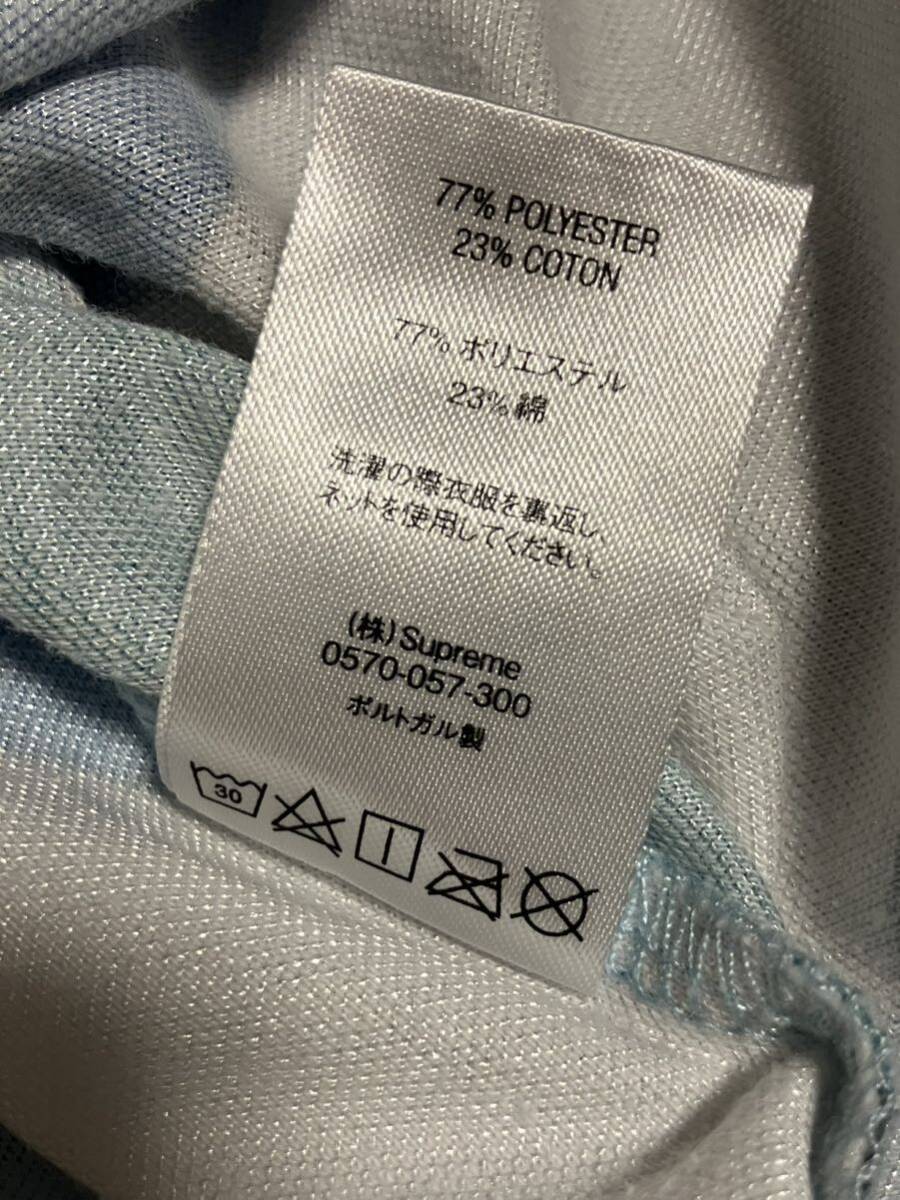 77% POLYESTER
23% COTON
77% ポリエステル
23% 綿
洗濯の際衣服を裏返し、
ネットを使用してください。
(株) Supreme
0570-057-300
ポルトガル製
30